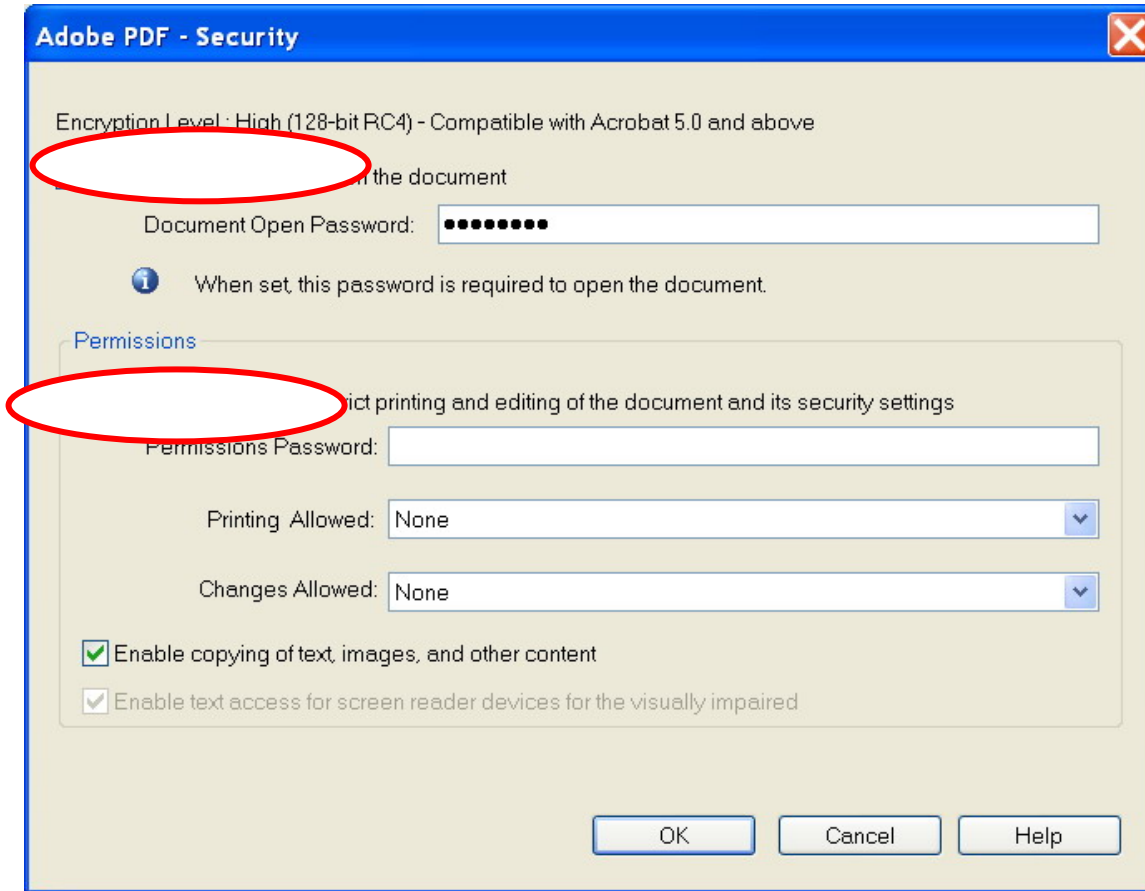 Adobe PDF - Security
Encryption Level : High (128-bit RC4) - Compatible with Acrobat 5.0 and above
the document
Document Open Password: ••••••••
When set, this password is required to open the document.
Permissions
printing and editing of the document and its security settings
Permissions Password:
Printing Allowed: None
Changes Allowed: None
Enable copying of text, images, and other content
Enable text access for screen reader devices for the visually impaired
OK Cancel Help